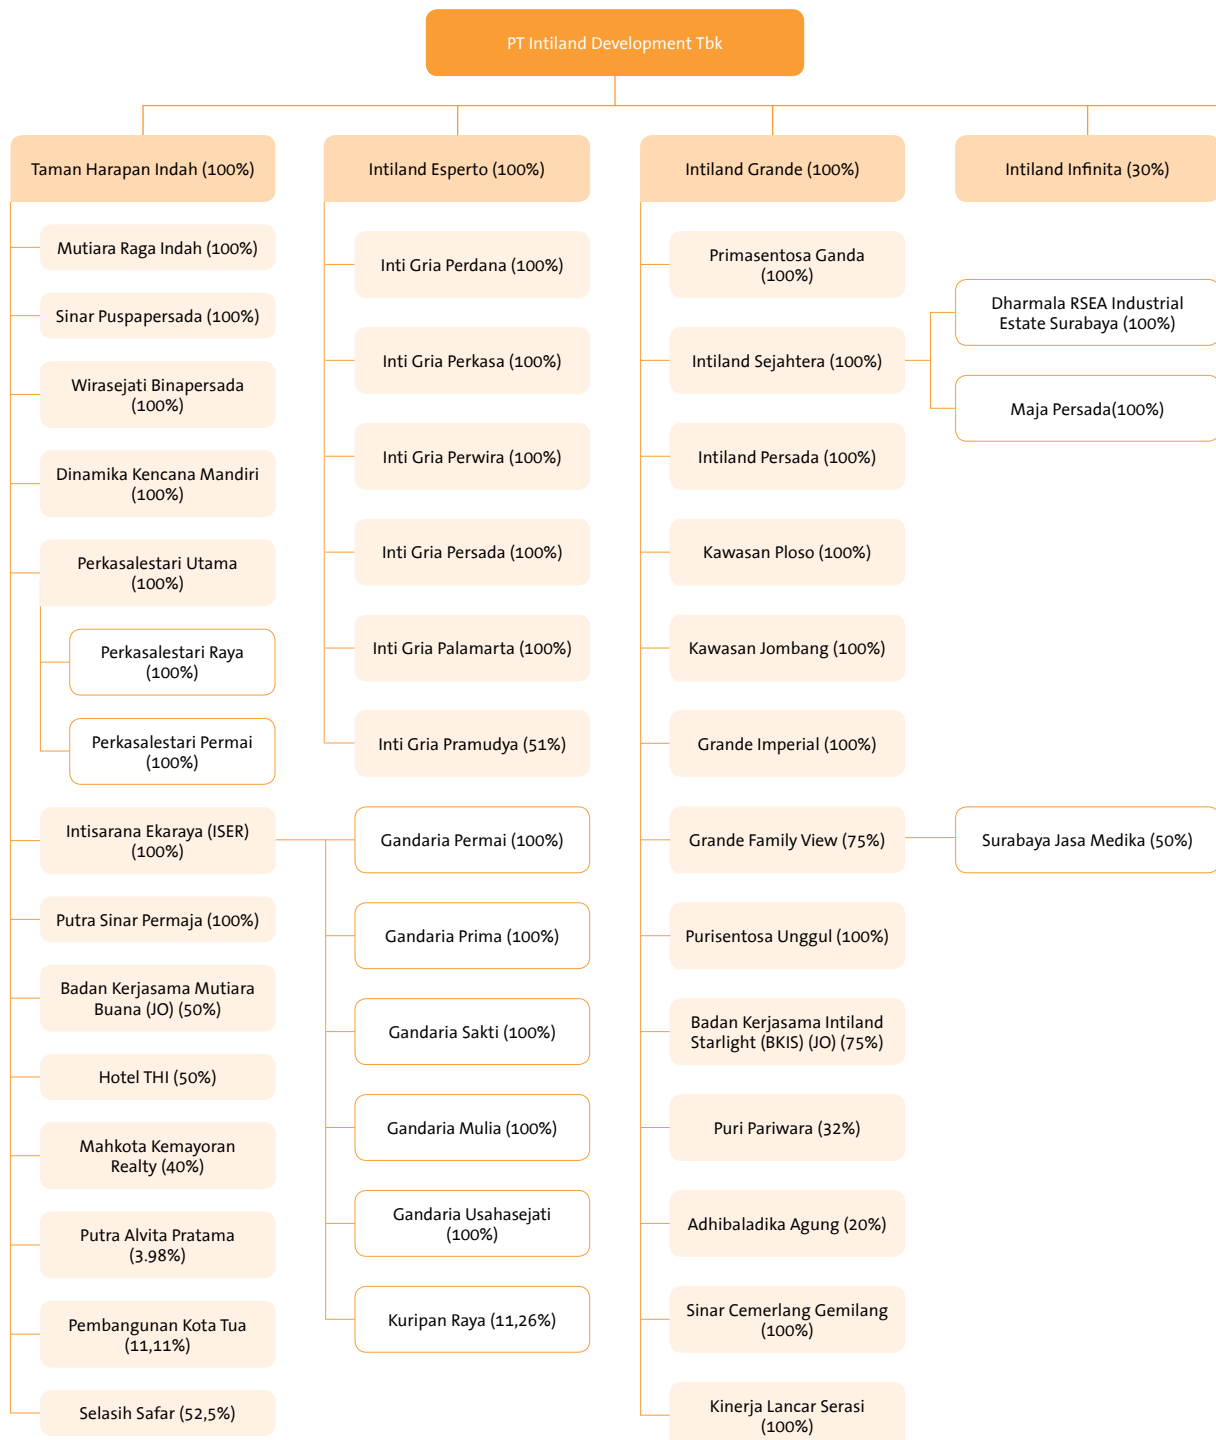 PT Intiland Development Tbk
Taman Harapan Indah (100%)
Mutiara Raga Indah (100%)
Sinar Puspapersada (100%)
Wirasejati Binapersada
(100%)
Dinamika Kencana Mandiri
(100%)
Perkasalestari Utama
(100%)
Perkasalestari Raya
(100%)
Perkasalestari Permai
(100%)
Intisarana Ekaraya (ISER)
(100%)
Putra Sinar Permaja (100%)
Badan Kerjasama Mutiara
Buana (JO) (50%)
Hotel THI (50%)
Mahkota Kemayoran
Realty (40%)
Putra Alvita Pratama
(3.98%)
Pembangunan Kota Tua
(11,11%)
Selasih Safar (52,5%)
Intiland Esperto (100%)
Inti Gria Perdana (100%)
Inti Gria Perkasa (100%)
Inti Gria Perwira (100%)
Inti Gria Persada (100%)
Inti Gria Palamarta (100%)
Inti Gria Pramudya (51%)
Gandaria Permai (100%)
Gandaria Prima (100%)
Gandaria Sakti (100%)
Gandaria Mulia (100%)
Gandaria Usahasejati
(100%)
Kuripan Raya (11,26%)
Intiland Grande (100%)
Primasentosa Ganda
(100%)
Intiland Sejahtera (100%)
Intiland Persada (100%)
Kawasan Ploso (100%)
Kawasan Jombang (100%)
Grande Imperial (100%)
Grande Family View (75%)
Purisentosa Unggul (100%)
Badan Kerjasama Intiland
Starlight (BKIS) (JO) (75%)
Puri Pariwara (32%)
Adhibaladika Agung (20%)
Sinar Cemerlang Gemilang
(100%)
Kinerja Lancar Serasi
(100%)
Intiland Infinita (30%)
Dharmala RSEA Industrial
Estate Surabaya (100%)
Maja Persada(100%)
Surabaya Jasa Medika (50%)